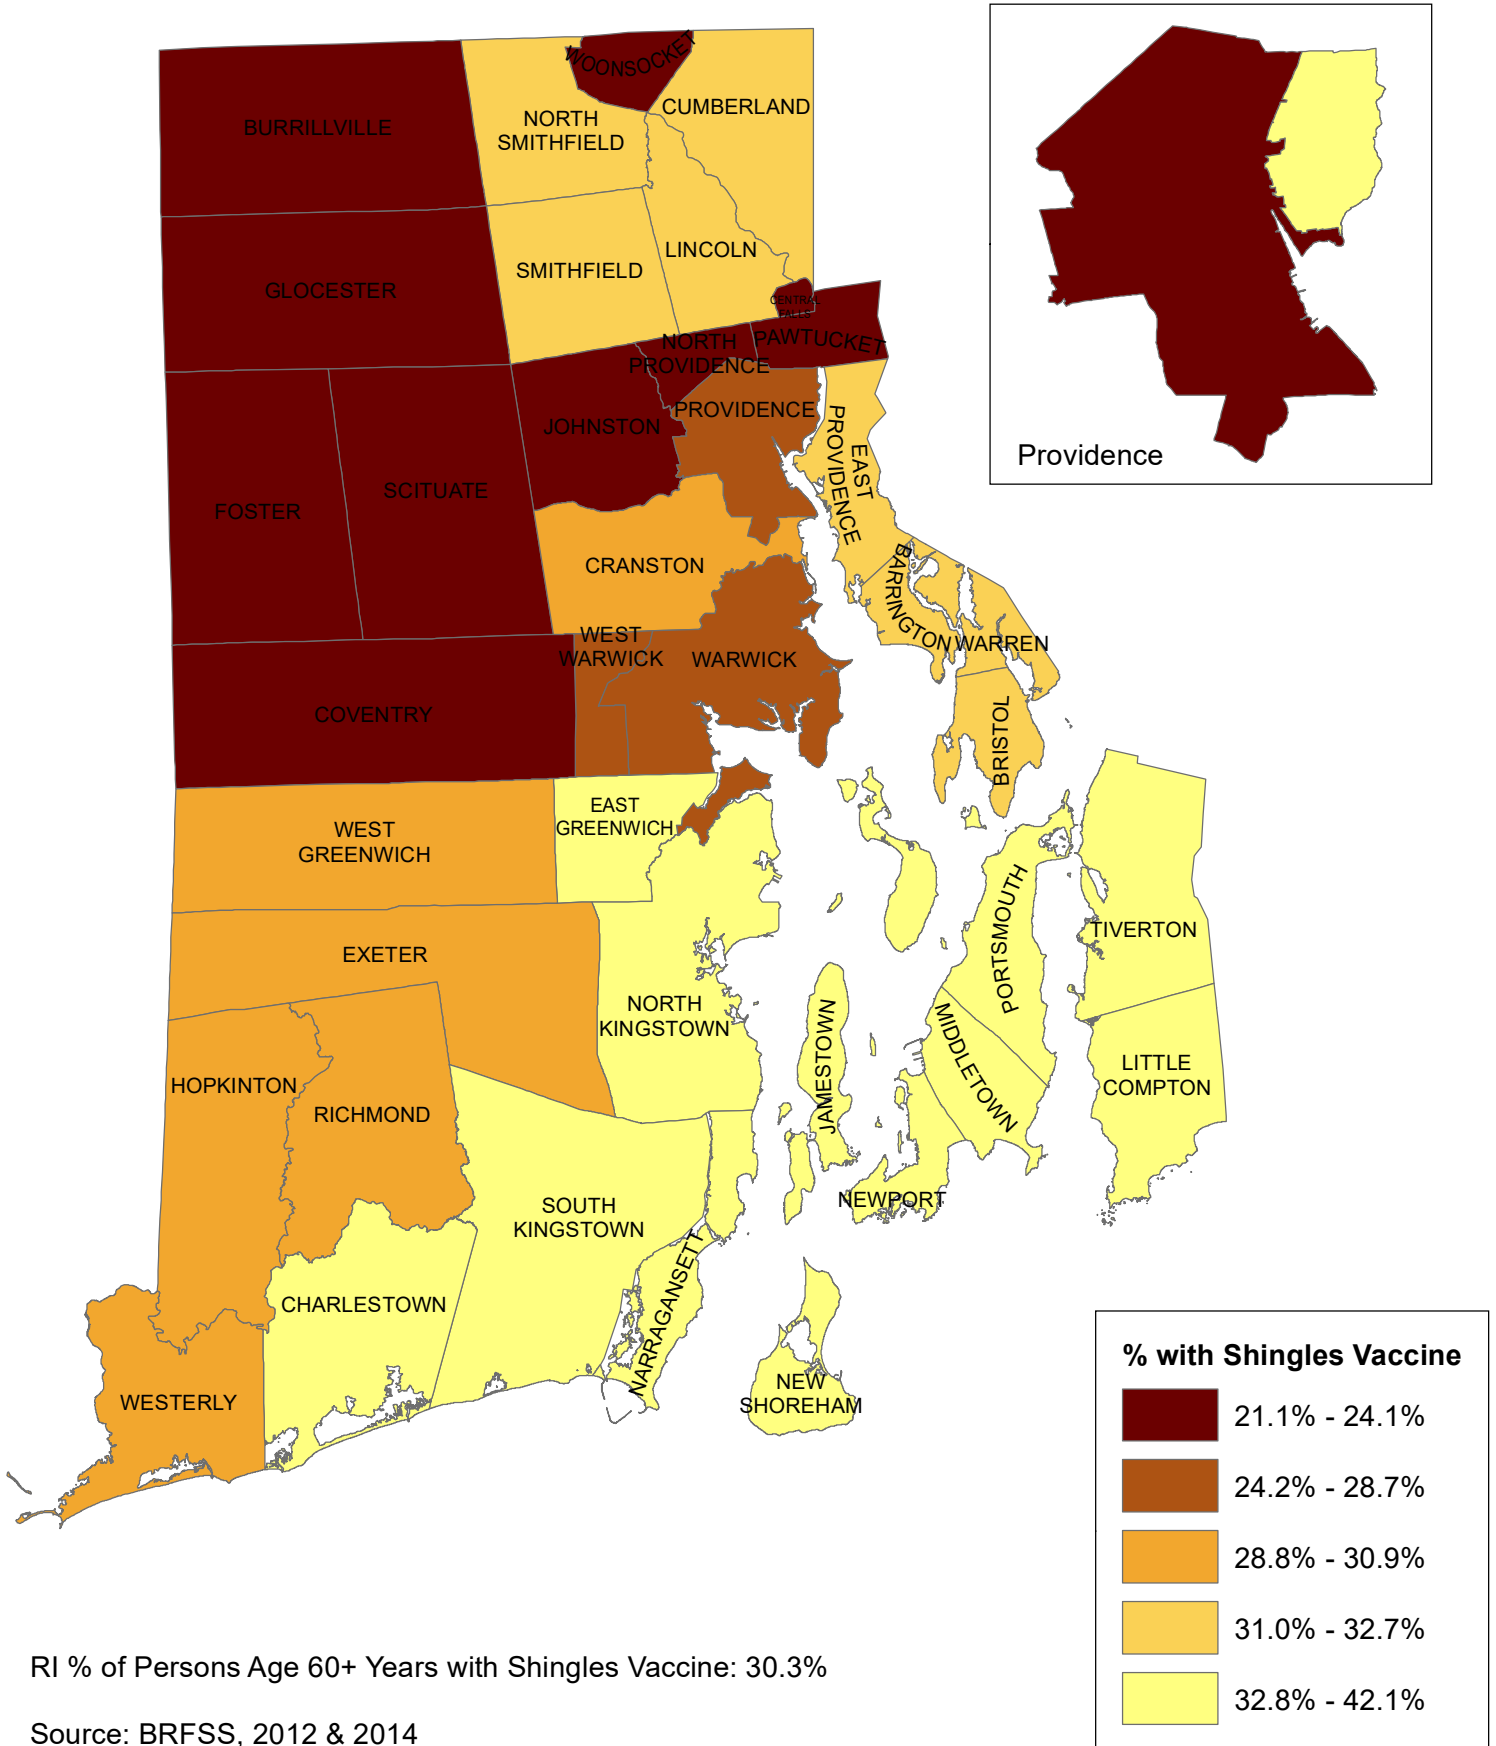 WOONSOCKET
CUMBERLAND
BURRILLVILLE
NORTH
SMITHFIELD
LINCOLN
SMITHFIELD
GLOCESTER
CENTRAL
FALLS
NORTH
PROVIDENCE
PAWTUCKET
PROVIDENCE
JOHNSTON
EAST
PROVIDENCE
Providence
SCITUATE
FOSTER
CRANSTON
BARRINGTON
WARREN
WEST
WARWICK
WARWICK
COVENTRY
BRISTOL
EAST
GREENWICH
WEST
GREENWICH
PORTSMOUTH
TIVERTON
EXETER
NORTH
KINGSTOWN
JAMESTOWN
MIDDLETOWN
LITTLE
COMPTON
HOPKINTON
RICHMOND
SOUTH
KINGSTOWN
NEWPORT
NARRAGANSETT
CHARLESTOWN
NEW
SHOREHAM
WESTERLY
% with Shingles Vaccine
21.1% - 24.1%
24.2% - 28.7%
28.8% - 30.9%
31.0% - 32.7%
32.8% - 42.1%
RI % of Persons Age 60+ Years with Shingles Vaccine: 30.3%
Source: BRFSS, 2012 & 2014